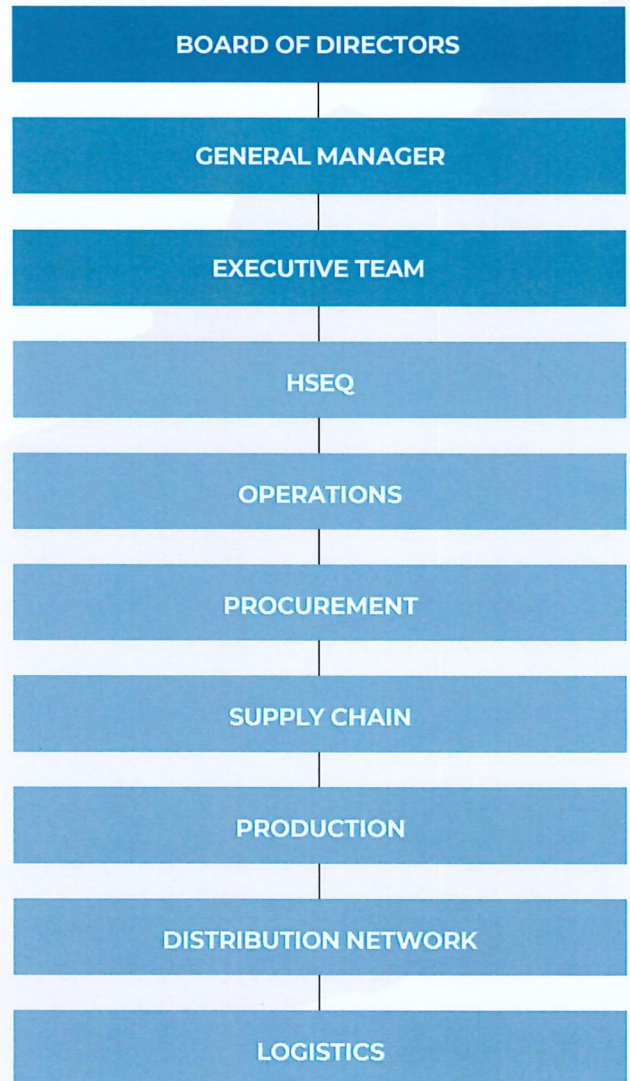 BOARD OF DIRECTORS
GENERAL MANAGER
EXECUTIVE TEAM
HSEQ
OPERATIONS
PROCUREMENT
SUPPLY CHAIN
PRODUCTION
DISTRIBUTION NETWORK
LOGISTICS